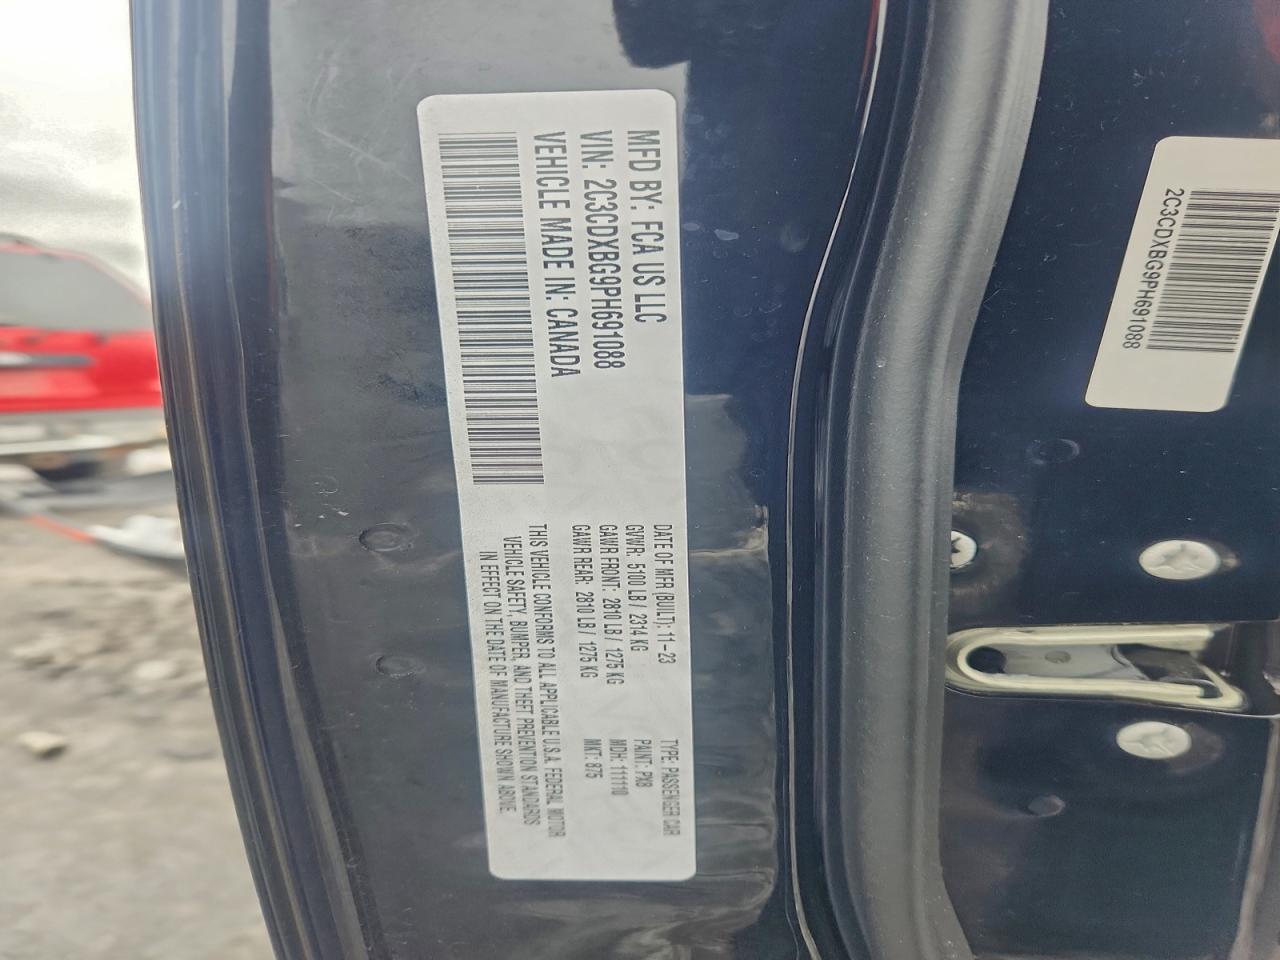 MFD BY: FCA US LLC
VIN: 2C3CDXBG9PH691088
VEHICLE MADE IN: CANADA
DATE OF MFR (BUILT): 11-23
GVWR: 5100 LB / 2314 KG
GAWR FRONT: 2810 LB / 1275 KG
GAWR REAR: 2810 LB / 1275 KG
TYPE: PASSENGER CAR
PAINT: PX8
MDH: 111110
MKT: 875
THIS VEHICLE CONFORMS TO ALL APPLICABLE U.S.A. FEDERAL MOTOR
VEHICLE SAFETY, BUMPER, AND THEFT PREVENTION STANDARDS
IN EFFECT ON THE DATE OF MANUFACTURE SHOWN ABOVE.
2C3CDXBG9PH691088